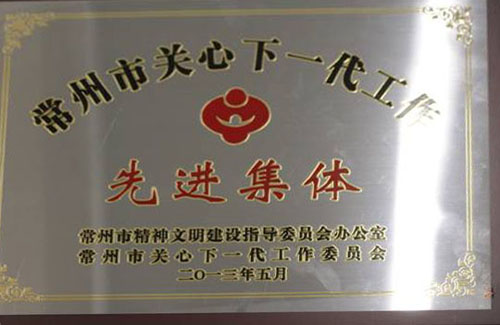 常州市关心下一代工作
先进集体
常州市精神文明建设指导委员会办公室
常州市关心下一代工作委员会
二〇一三年五月